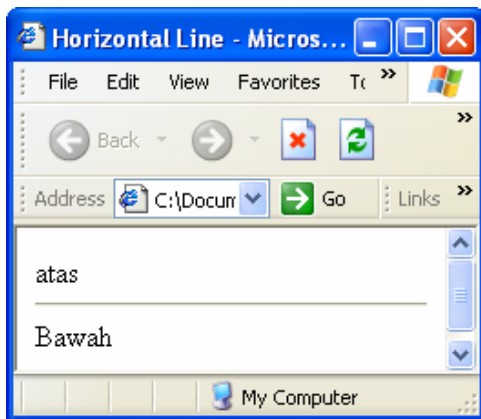 Horizontal Line - Micros...
File Edit View Favorites »
Back »
Address C:\Docum Go Links »
atas
Bawah
My Computer